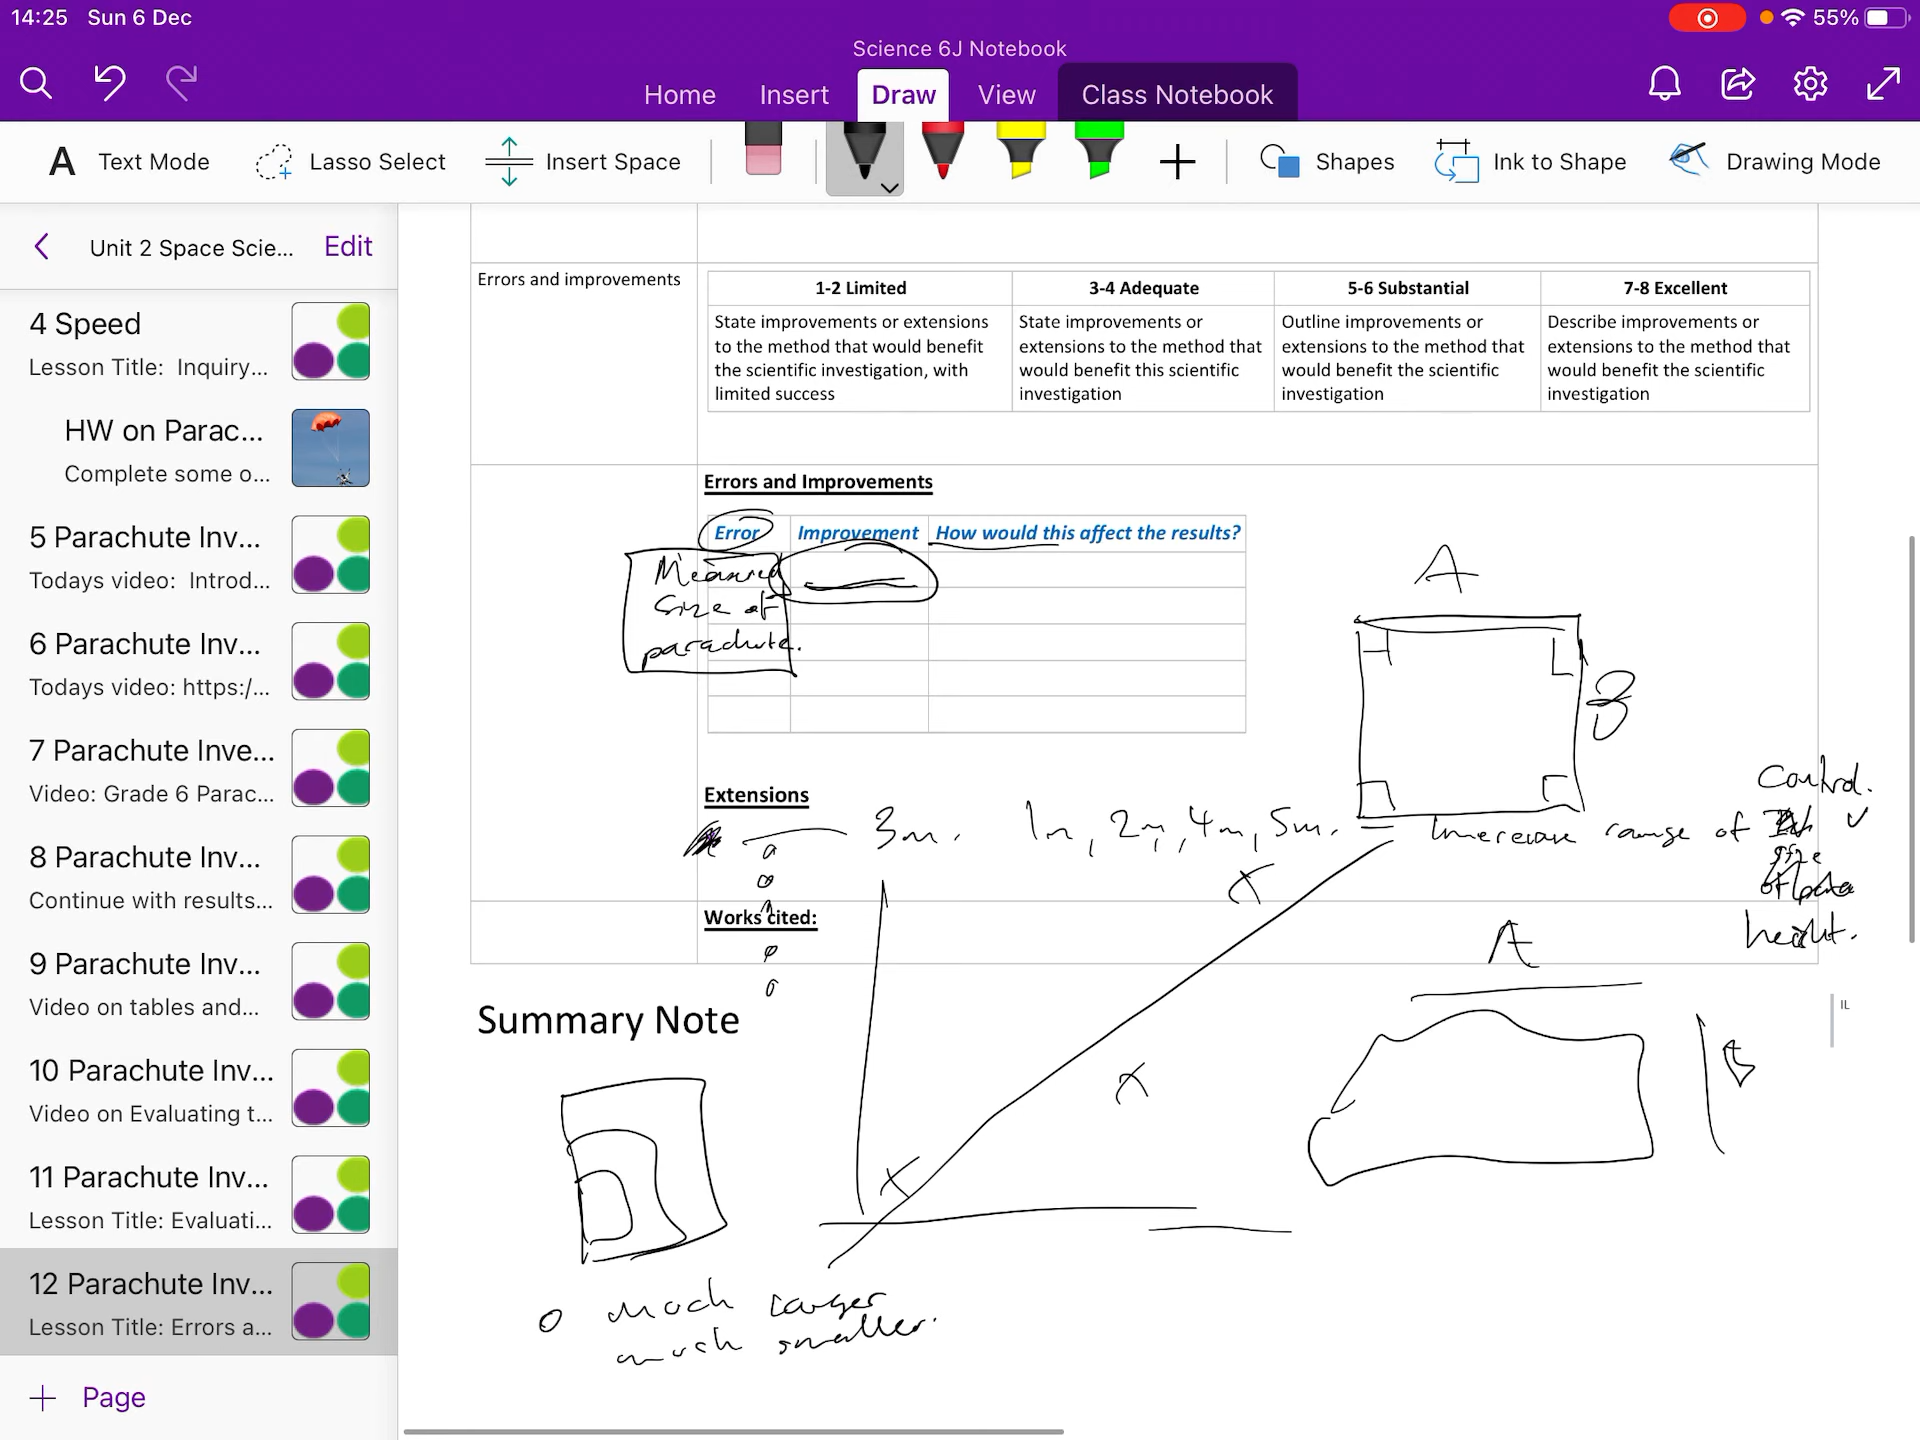 14:25 Sun 6 Dec
55%
Science 6J Notebook
Home Insert Draw View Class Notebook
Text Mode Lasso Select Insert Space Shapes Ink to Shape Drawing Mode
Unit 2 Space Scie... Edit
4 Speed
Lesson Title: Inquiry...
HW on Parac...
Complete some o...
5 Parachute Inv...
Todays video: Introd...
6 Parachute Inv...
Todays video: https:/...
7 Parachute Inve...
Video: Grade 6 Parac...
8 Parachute Inv...
Continue with results...
9 Parachute Inv...
Video on tables and...
10 Parachute Inv...
Video on Evaluating t...
11 Parachute Inv...
Lesson Title: Evaluati...
12 Parachute Inv...
Lesson Title: Errors a...
Page
Errors and improvements
1-2 Limited
State improvements or extensions
to the method that would benefit
the scientific investigation, with
limited success
3-4 Adequate
State improvements or
extensions to the method that
would benefit this scientific
investigation
5-6 Substantial
Outline improvements or
extensions to the method that
would benefit the scientific
investigation
7-8 Excellent
Describe improvements or
extensions to the method that
would benefit the scientific
investigation
Errors and Improvements
Error Improvement How would this affect the results?
Measured
size of
parachute.
A
B
Extensions
3m. 1m, 2m, 4m, 5m. - Increase range of
Control.
size
of
height.
Works cited:
A
B
IL
Summary Note
much larger
much smaller.